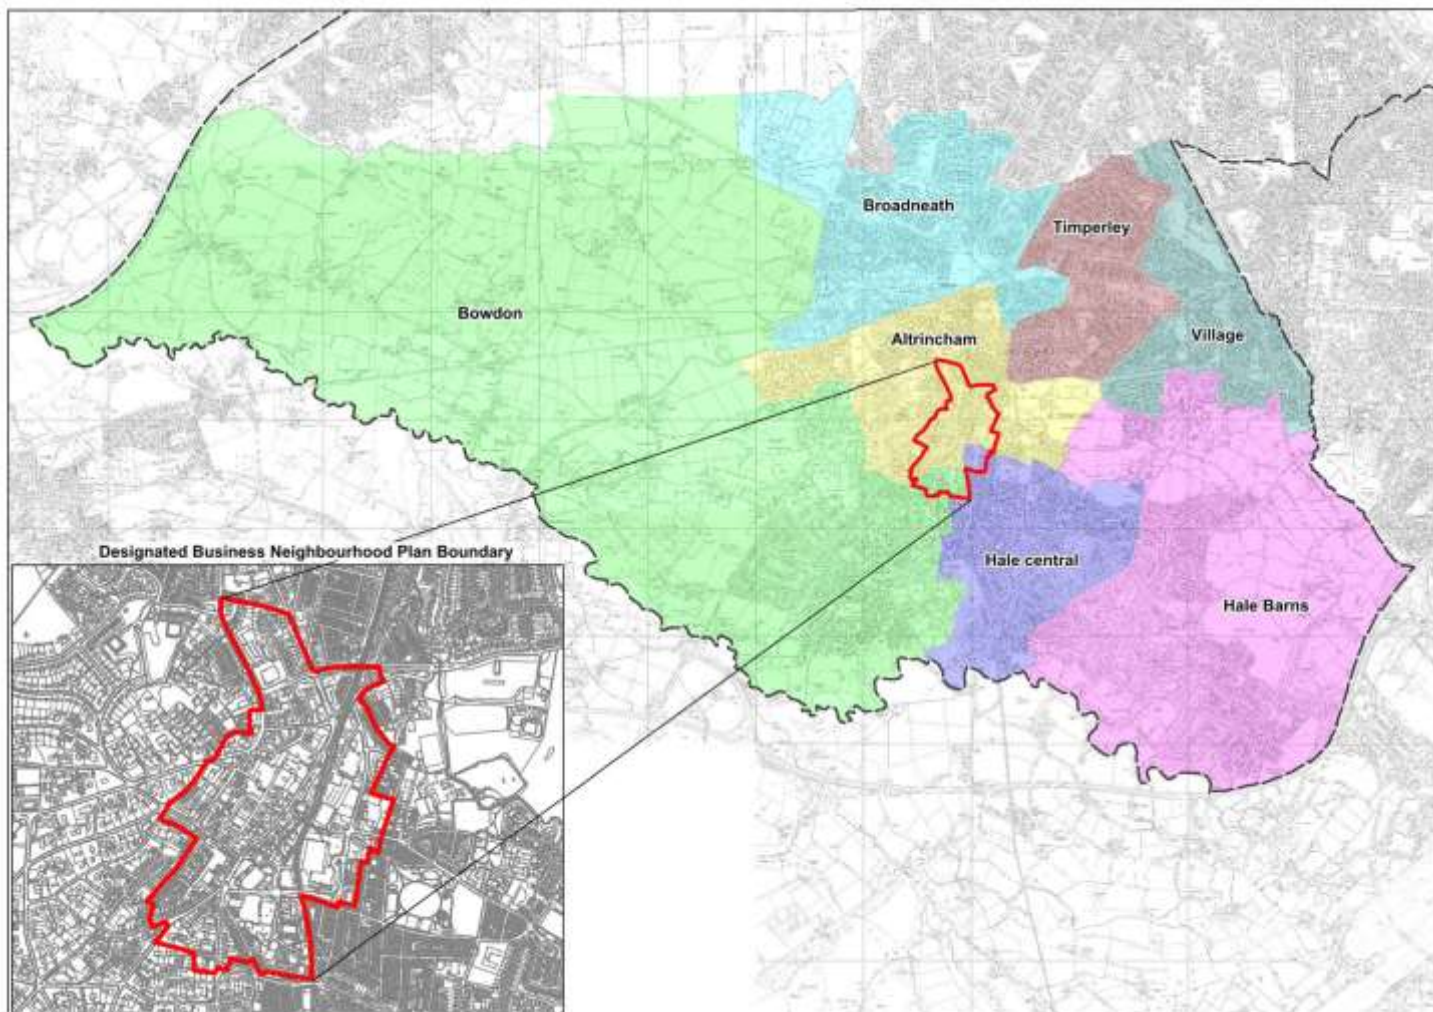 Broadneath
Timperley
Bowdon
Altrincham
Village
Designated Business Neighbourhood Plan Boundary
Hale central
Hale Barns